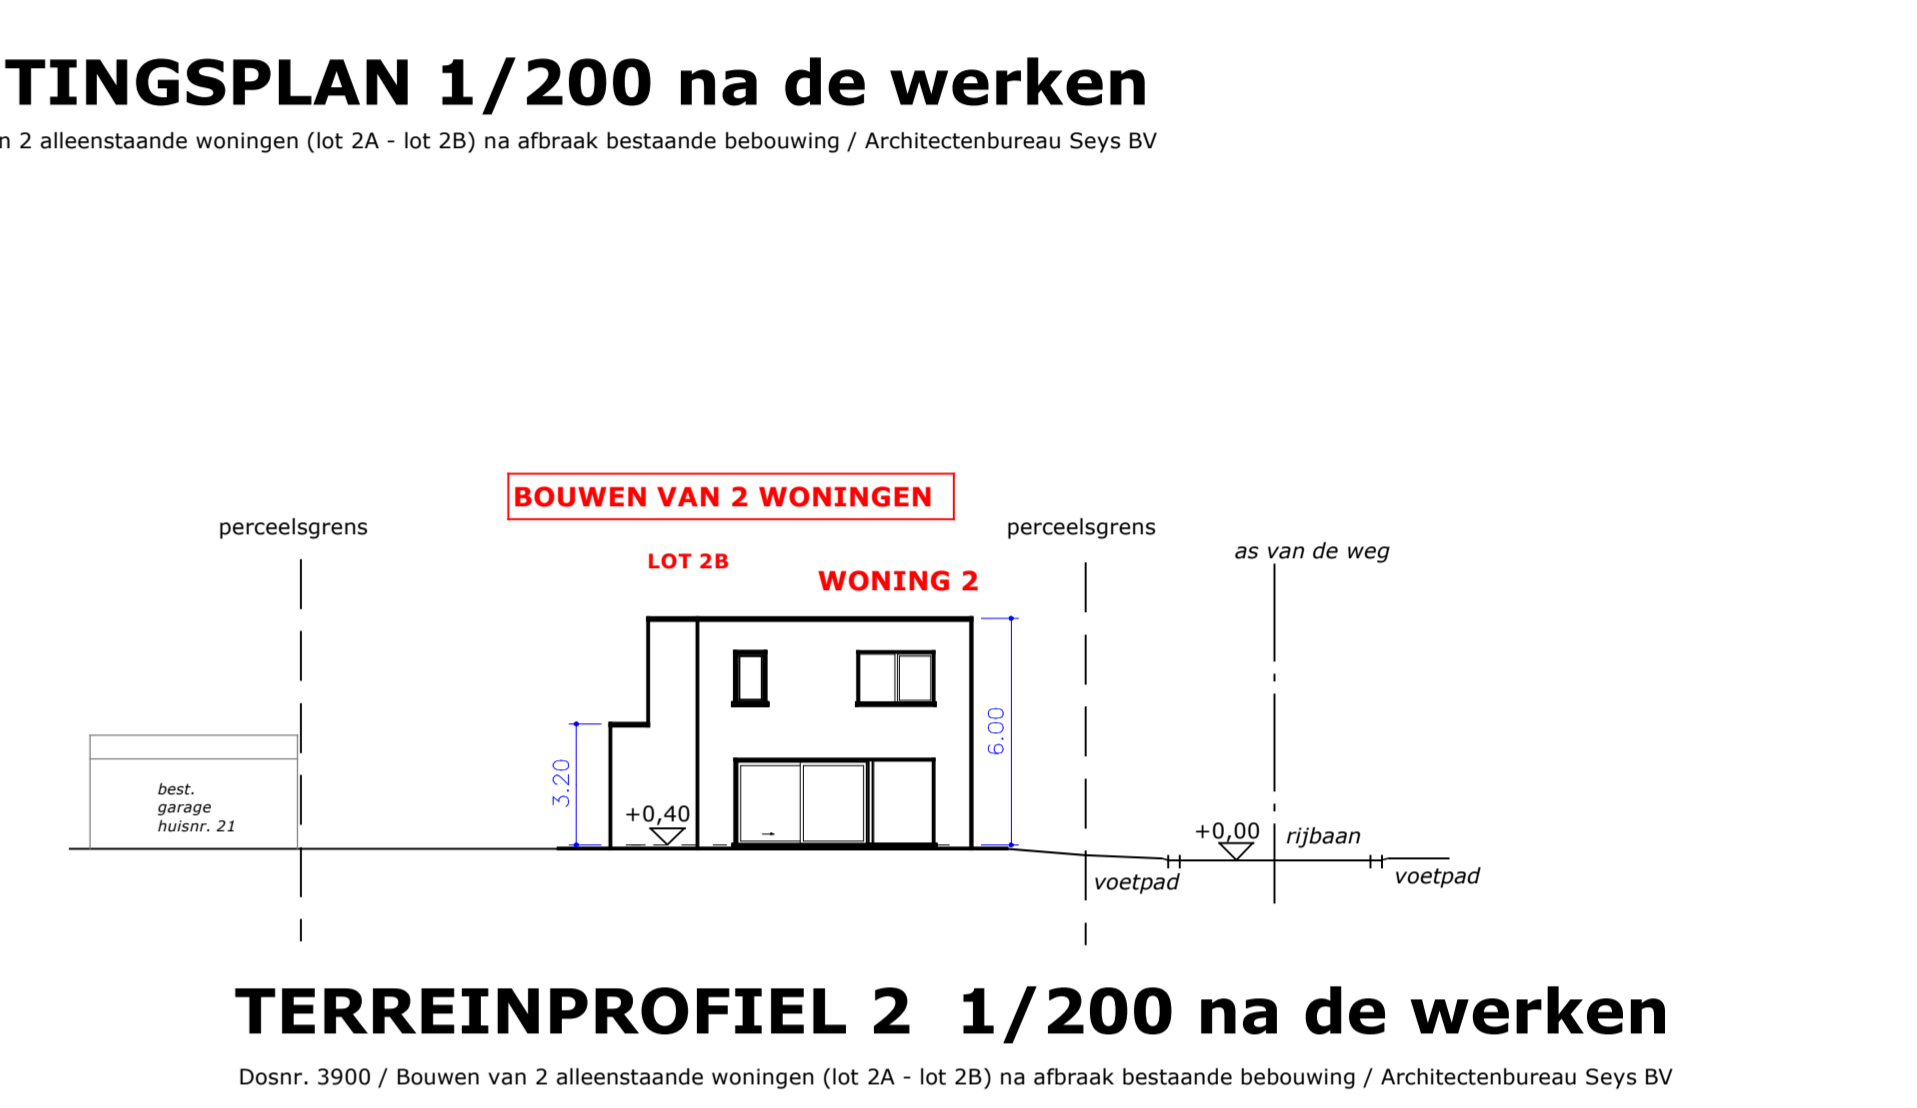 TINGSPLAN 1/200 na de werken
n 2 alleenstaande woningen (lot 2A - lot 2B) na afbraak bestaande bebouwing / Architectenbureau Seys BV
BOUWEN VAN 2 WONINGEN
perceelsgrens
perceelsgrens
as van de weg
LOT 2B
WONING 2
6.00
3.20
best.
garage
huisnr. 21
+0,40
+0,00
rijbaan
voetpad
voetpad
TERREINPROFIEL 2 1/200 na de werken
Dosnr. 3900 / Bouwen van 2 alleenstaande woningen (lot 2A - lot 2B) na afbraak bestaande bebouwing / Architectenbureau Seys BV